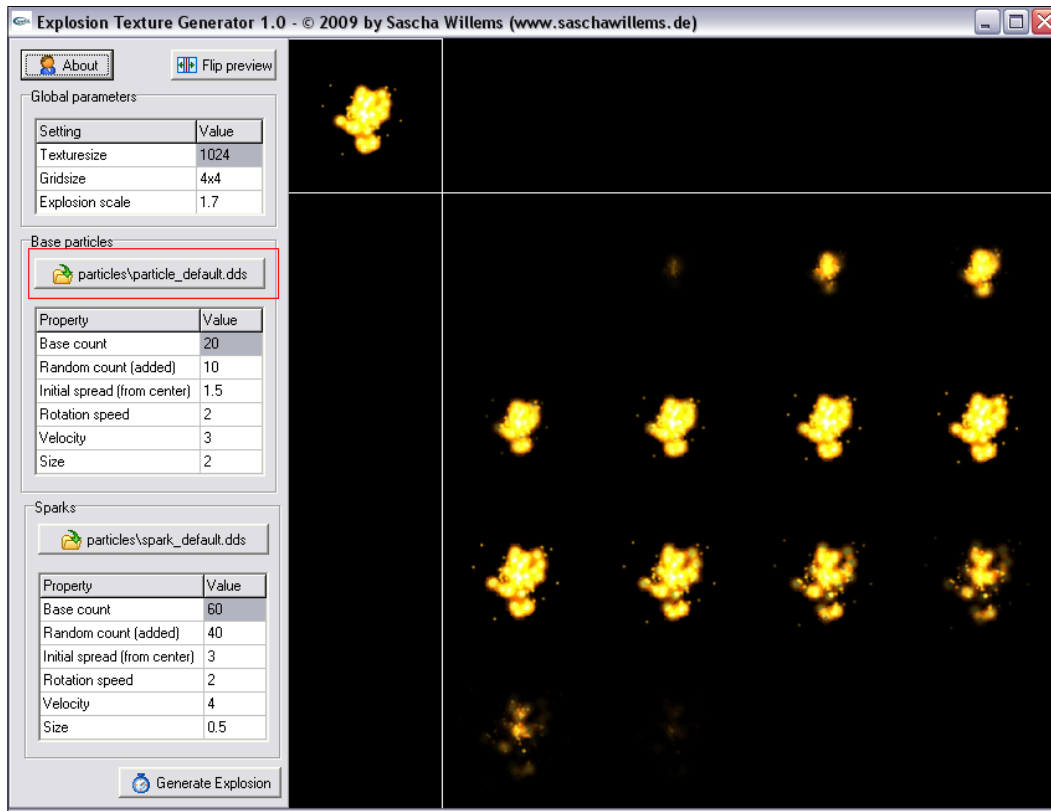 Explosion Texture Generator 1.0 - © 2009 by Sascha Willems (www.saschawillems.de)
About
Flip preview
Global parameters
Setting Value
Texturesize 1024
Gridsize 4x4
Explosion scale 1.7
Base particles
particles\particle_default.dds
Property Value
Base count 20
Random count (added) 10
Initial spread (from center) 1.5
Rotation speed 2
Velocity 3
Size 2
Sparks
particles\spark_default.dds
Property Value
Base count 60
Random count (added) 40
Initial spread (from center) 3
Rotation speed 2
Velocity 4
Size 0.5
Generate Explosion